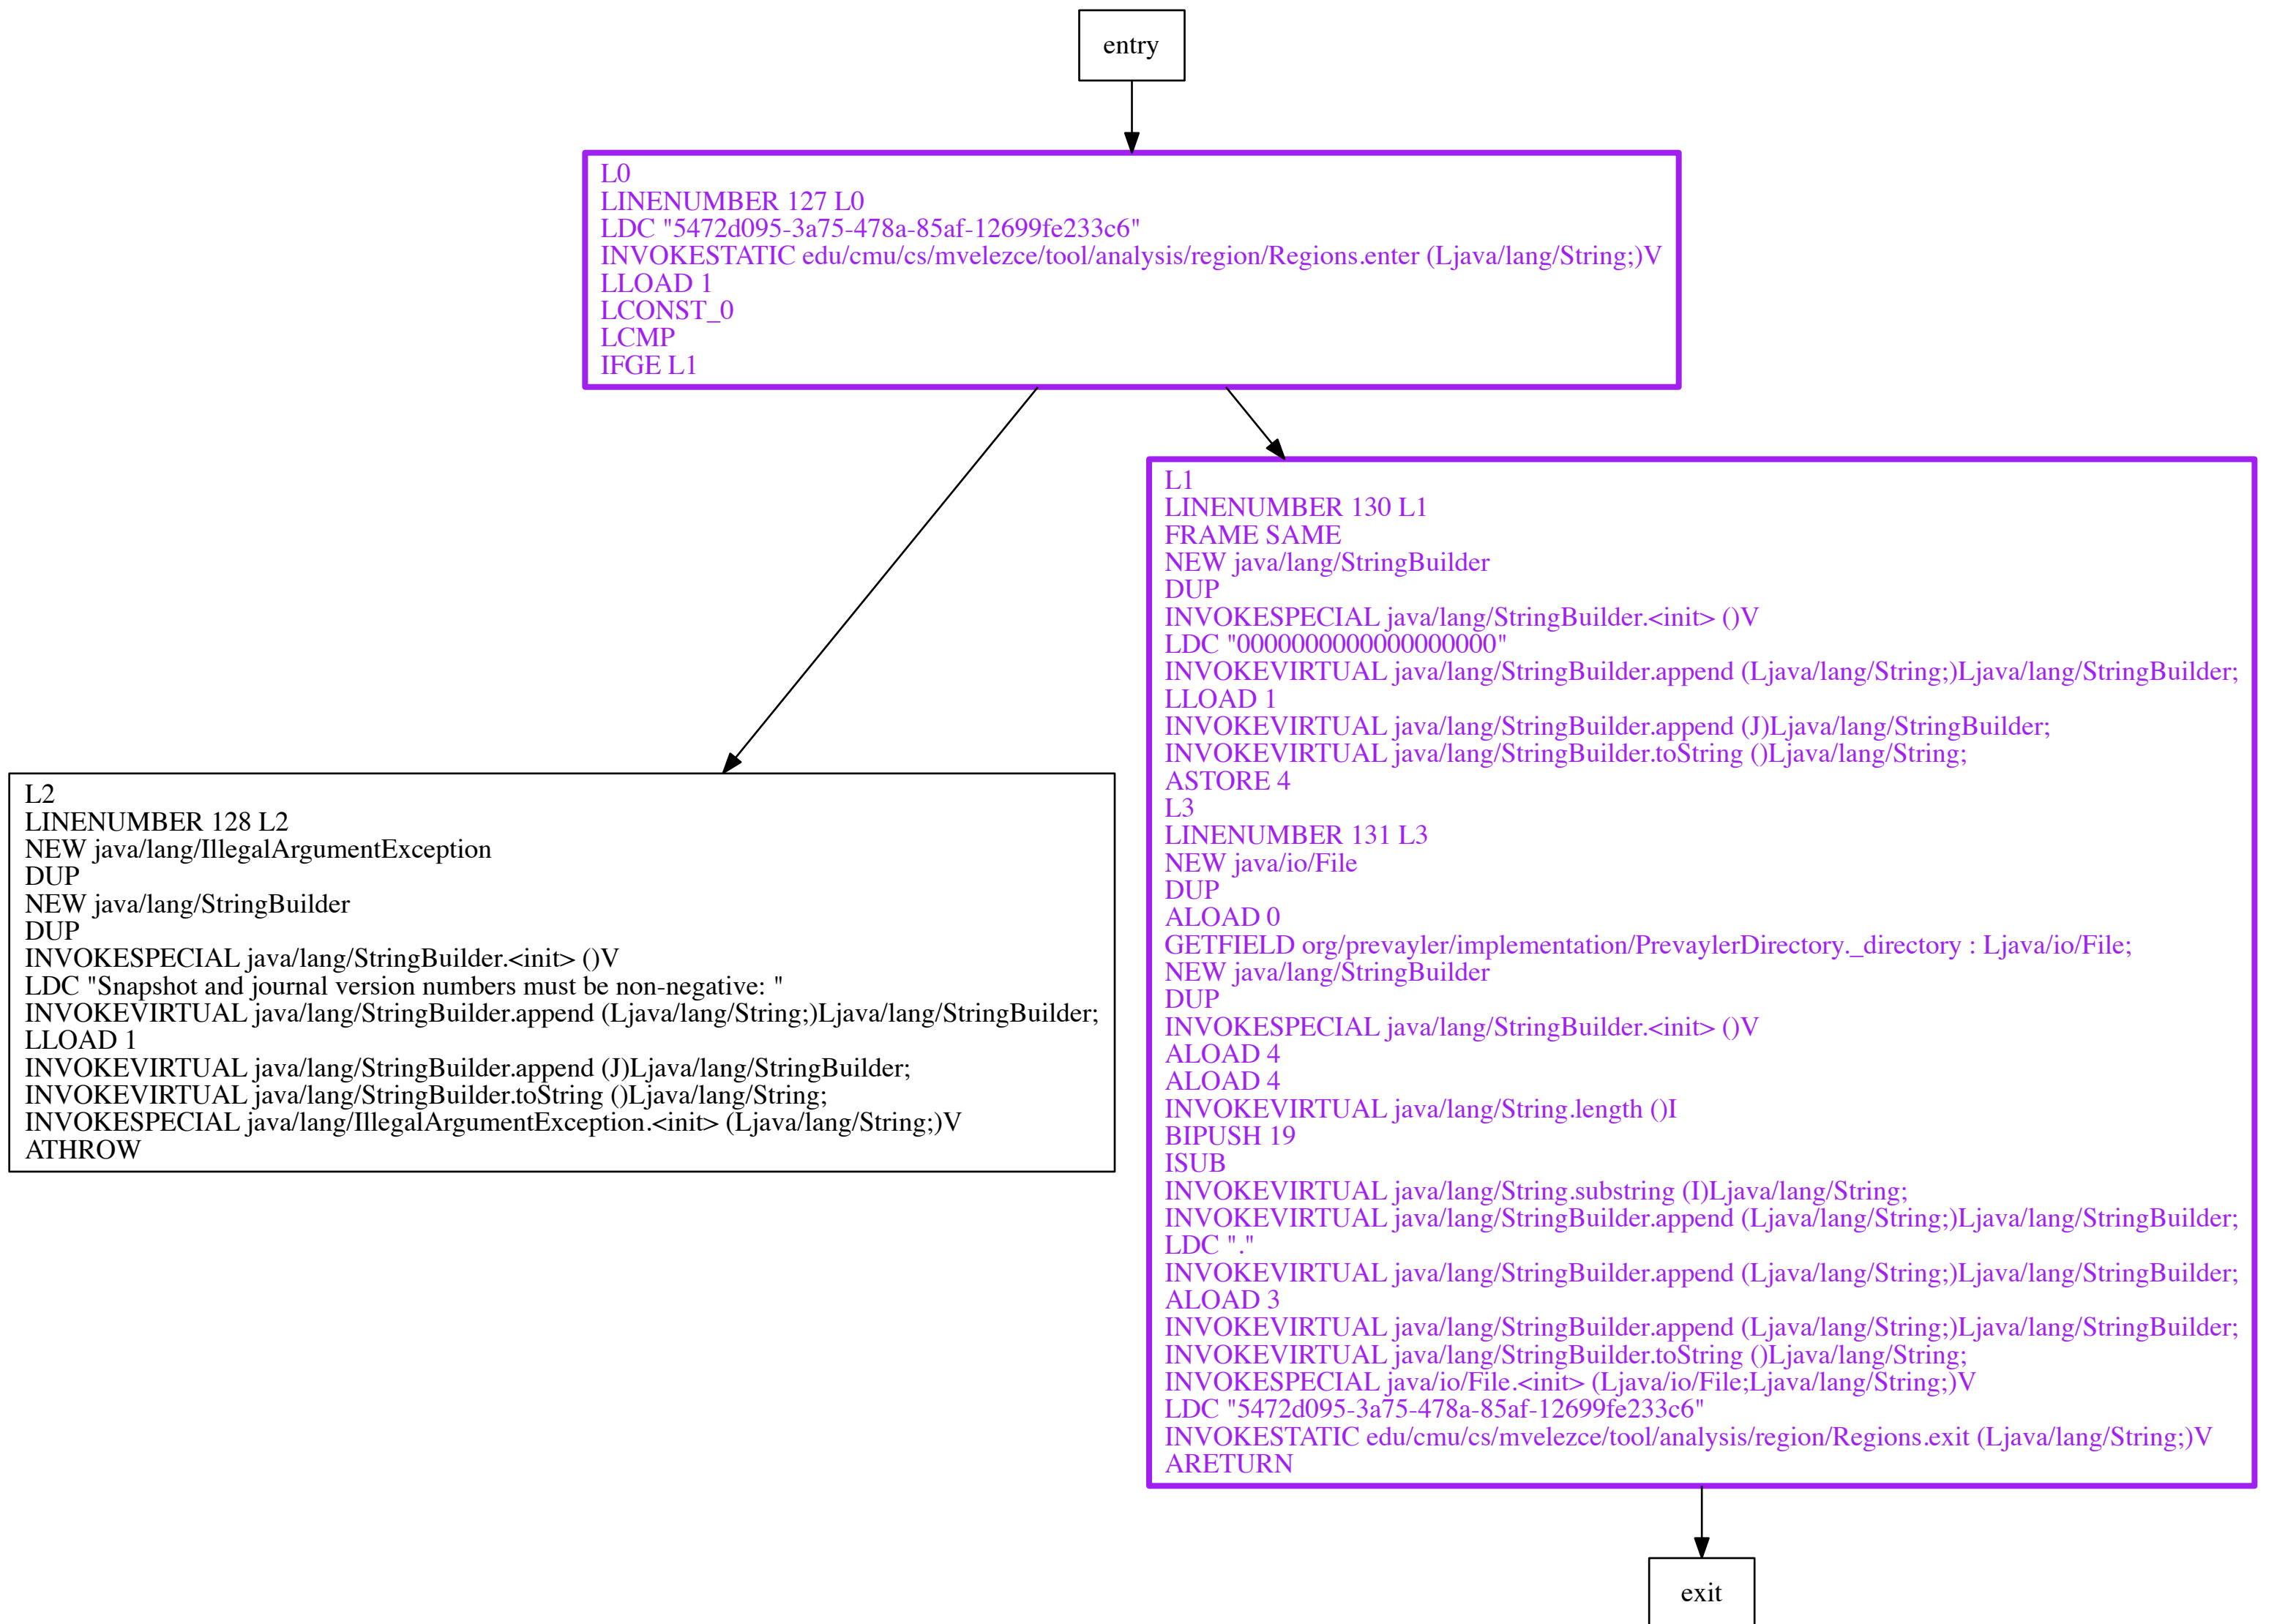 entry
L0
LINENUMBER 127 L0
LDC "5472d095-3a75-478a-85af-12699fe233c6"
INVOKESTATIC edu/cmu/cs/mvelezce/tool/analysis/region/Regions.enter (Ljava/lang/String;)V
LLOAD 1
LCONST_0
LCMP
IFGE L1
L1
LINENUMBER 130 L1
FRAME SAME
NEW java/lang/StringBuilder
DUP
INVOKESPECIAL java/lang/StringBuilder.<init> ()V
LDC "0000000000000000000"
INVOKEVIRTUAL java/lang/StringBuilder.append (Ljava/lang/String;)Ljava/lang/StringBuilder;
LLOAD 1
INVOKEVIRTUAL java/lang/StringBuilder.append (J)Ljava/lang/StringBuilder;
INVOKEVIRTUAL java/lang/StringBuilder.toString ()Ljava/lang/String;
ASTORE 4
L3
LINENUMBER 131 L3
NEW java/io/File
DUP
ALOAD 0
GETFIELD org/prevayler/implementation/PrevaylerDirectory._directory : Ljava/io/File;
NEW java/lang/StringBuilder
DUP
INVOKESPECIAL java/lang/StringBuilder.<init> ()V
ALOAD 4
ALOAD 4
INVOKEVIRTUAL java/lang/String.length ()I
BIPUSH 19
ISUB
INVOKEVIRTUAL java/lang/String.substring (I)Ljava/lang/String;
INVOKEVIRTUAL java/lang/StringBuilder.append (Ljava/lang/String;)Ljava/lang/StringBuilder;
LDC "."
INVOKEVIRTUAL java/lang/StringBuilder.append (Ljava/lang/String;)Ljava/lang/StringBuilder;
ALOAD 3
INVOKEVIRTUAL java/lang/StringBuilder.append (Ljava/lang/String;)Ljava/lang/StringBuilder;
INVOKEVIRTUAL java/lang/StringBuilder.toString ()Ljava/lang/String;
INVOKESPECIAL java/io/File.<init> (Ljava/io/File;Ljava/lang/String;)V
LDC "5472d095-3a75-478a-85af-12699fe233c6"
INVOKESTATIC edu/cmu/cs/mvelezce/tool/analysis/region/Regions.exit (Ljava/lang/String;)V
ARETURN
L2
LINENUMBER 128 L2
NEW java/lang/IllegalArgumentException
DUP
NEW java/lang/StringBuilder
DUP
INVOKESPECIAL java/lang/StringBuilder.<init> ()V
LDC "Snapshot and journal version numbers must be non-negative: "
INVOKEVIRTUAL java/lang/StringBuilder.append (Ljava/lang/String;)Ljava/lang/StringBuilder;
LLOAD 1
INVOKEVIRTUAL java/lang/StringBuilder.append (J)Ljava/lang/StringBuilder;
INVOKEVIRTUAL java/lang/StringBuilder.toString ()Ljava/lang/String;
INVOKESPECIAL java/lang/IllegalArgumentException.<init> (Ljava/lang/String;)V
ATHROW
exit